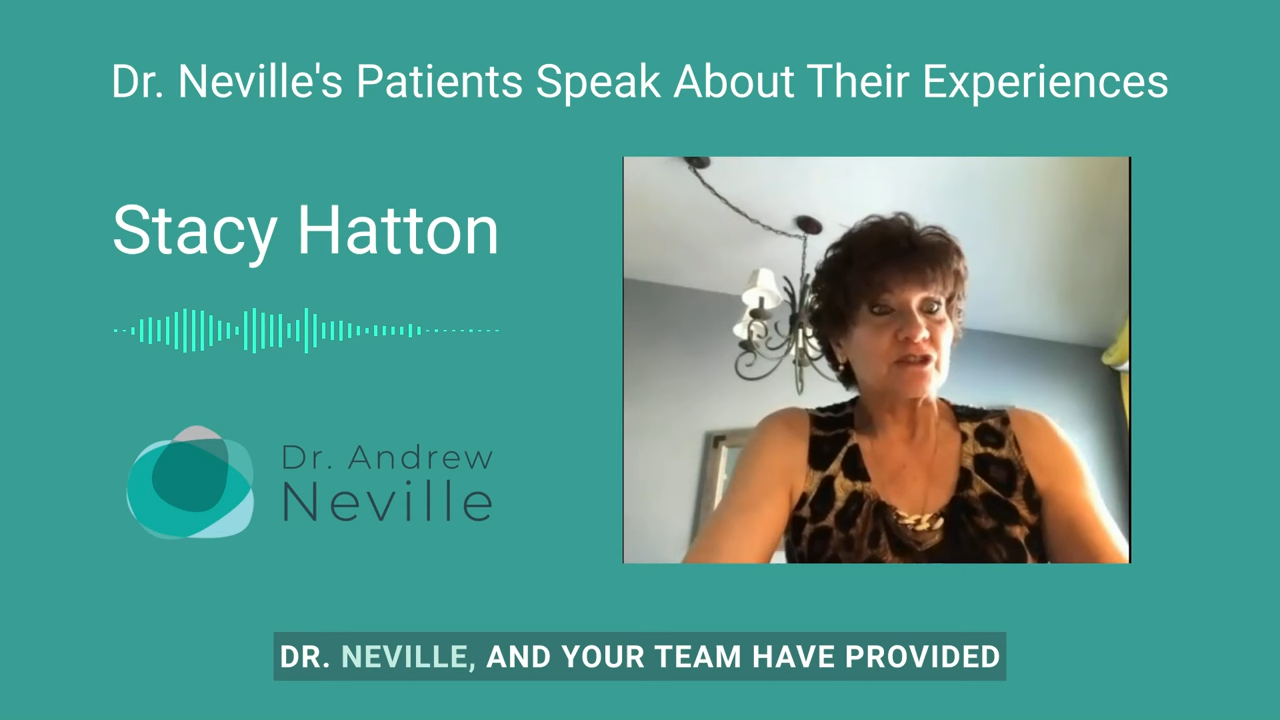 Dr. Neville's Patients Speak About Their Experiences
Stacy Hatton
Dr. Andrew
Neville
DR. NEVILLE, AND YOUR TEAM HAVE PROVIDED